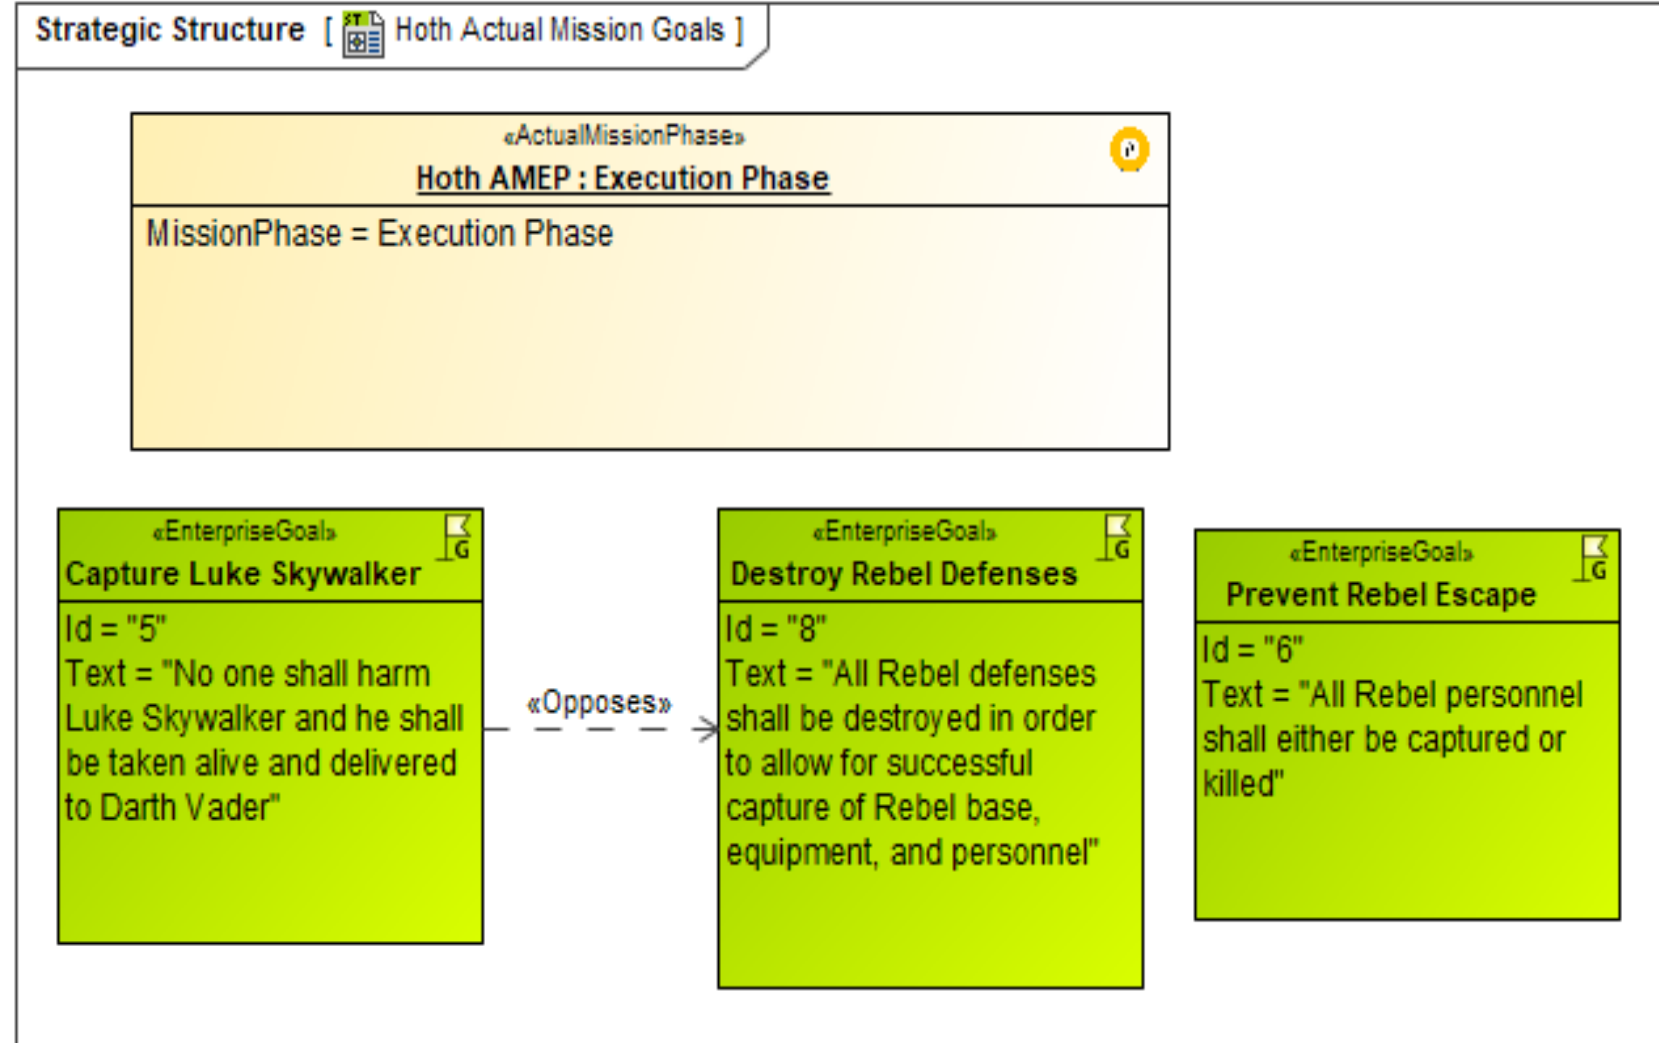 Strategic Structure [ Hoth Actual Mission Goals ]
«ActualMissionPhase»
Hoth AMEP : Execution Phase
MissionPhase = Execution Phase
«EnterpriseGoal»
G
Capture Luke Skywalker
Id = "5"
Text = "No one shall harm
Luke Skywalker and he shall
be taken alive and delivered
to Darth Vader"
«Opposes»
«EnterpriseGoal»
G
Destroy Rebel Defenses
Id = "8"
Text = "All Rebel defenses
shall be destroyed in order
to allow for successful
capture of Rebel base,
equipment, and personnel"
«EnterpriseGoal»
G
Prevent Rebel Escape
Id = "6"
Text = "All Rebel personnel
shall either be captured or
killed"